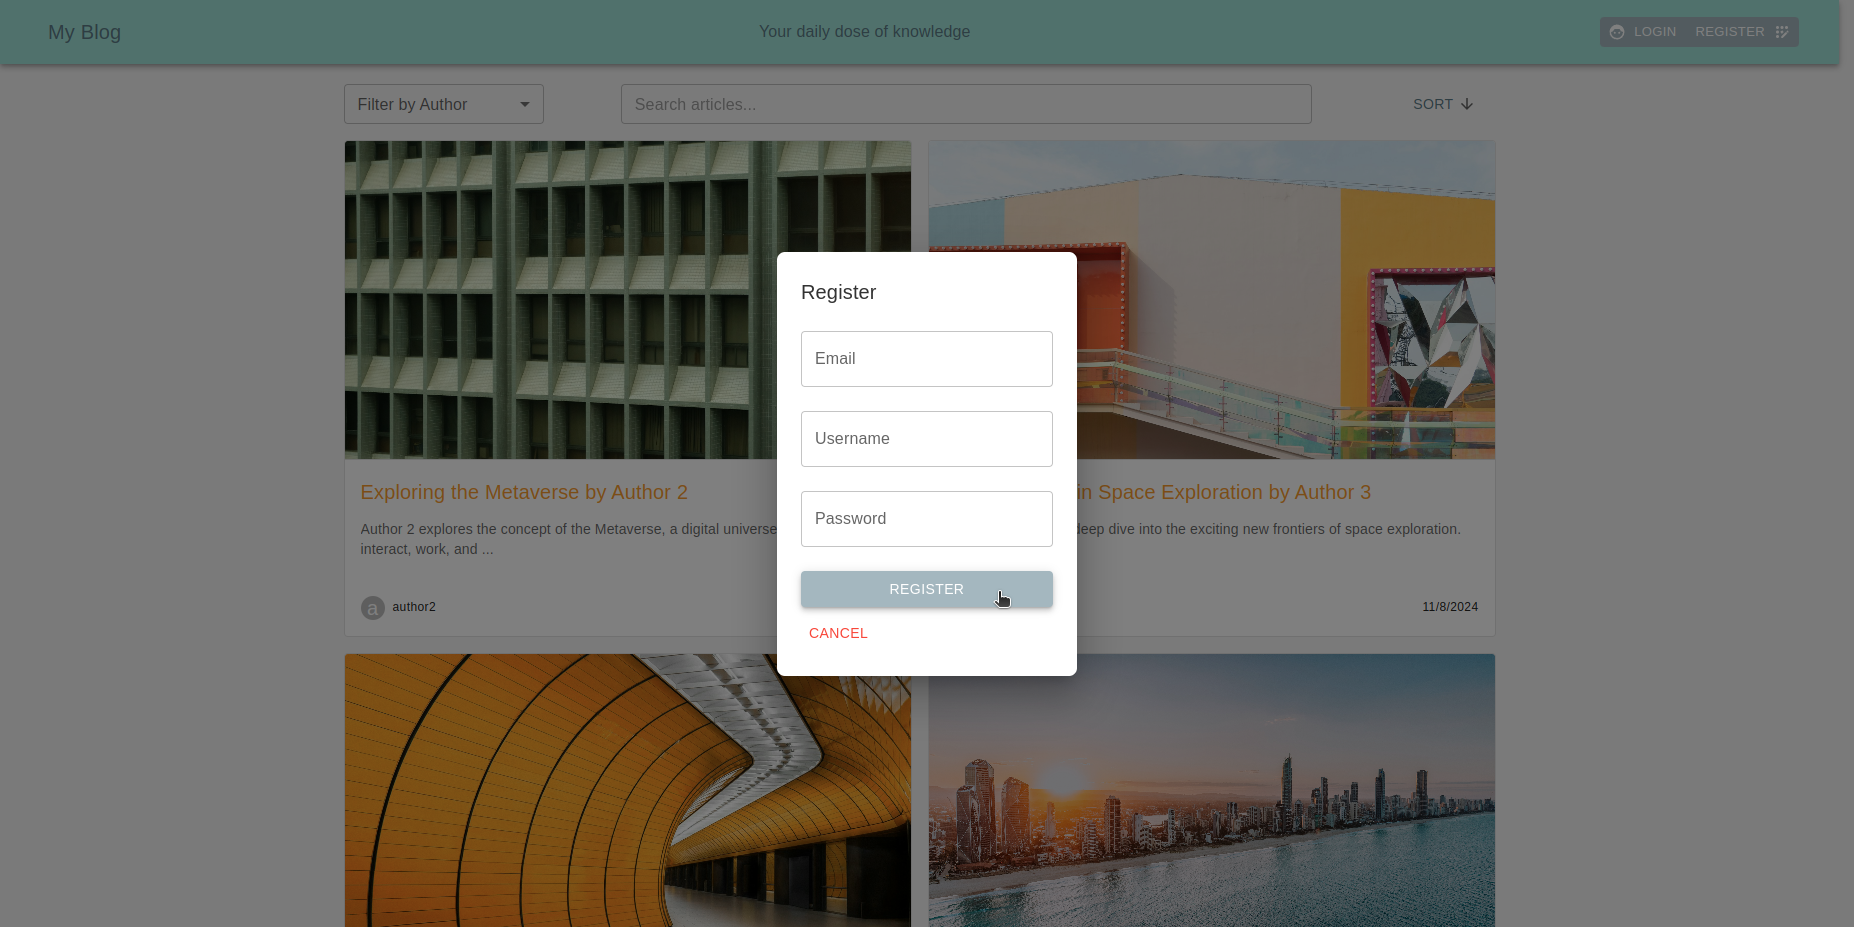 My Blog
Your daily dose of knowledge
LOGIN
REGISTER
Filter by Author
Search articles...
SORT
Register
Email
Username
Password
REGISTER
CANCEL
Exploring the Metaverse by Author 2
Author 2 explores the concept of the Metaverse, a digital universe
interact, work, and ...
a
author2
in Space Exploration by Author 3
deep dive into the exciting new frontiers of space exploration.
11/8/2024